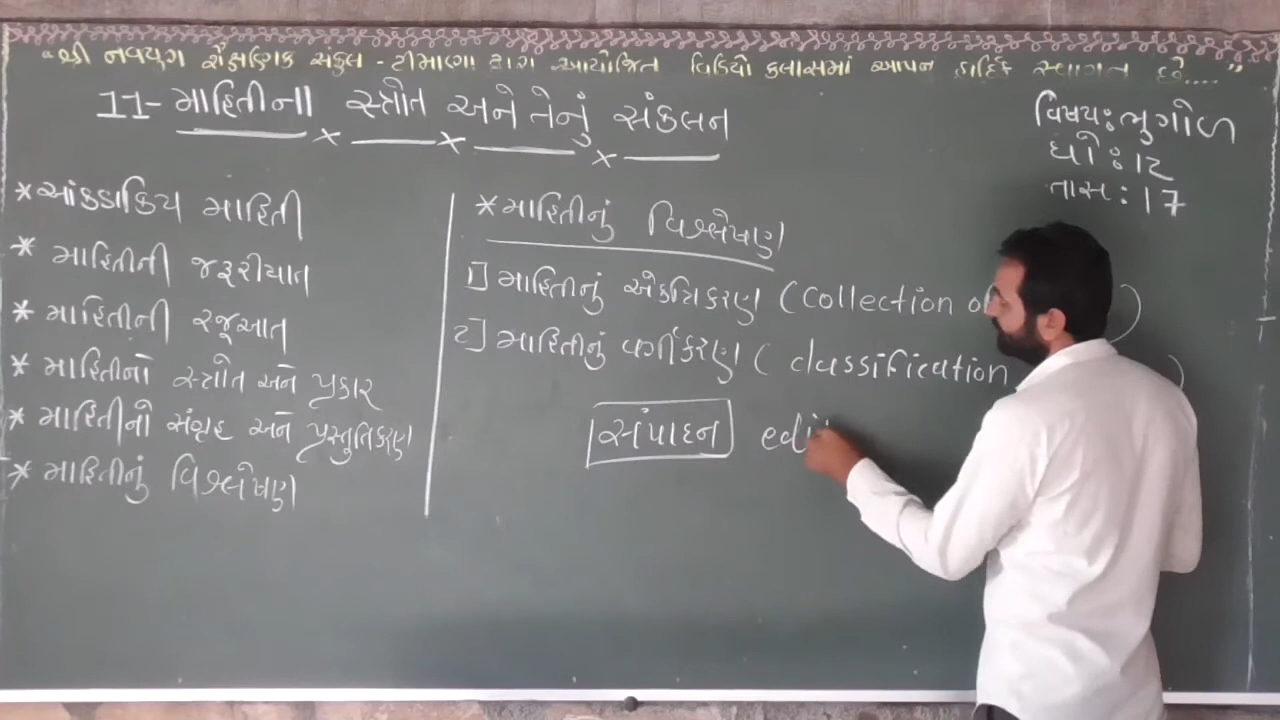 "શ્રી નવયુગ શૈક્ષણિક સંકુલ - ટીમાણા દ્વારા આયોજિત વિડિયો ક્લાસમાં આપનું હાર્દિક સ્વાગત છે...."
11- માહિતીના સ્ત્રોત અને તેનું સંકલન
વિષય: ભુગોળ
ધો: 12
તાસ: 17
* આંકડાકિય માહિતી
* માહિતીની જરૂરીયાત
* માહિતીની રજૂઆત
* માહિતીનાં સ્ત્રોત અને પ્રકાર
* માહિતીનો સંગ્રહ અને પ્રસ્તુતિકરણ
* માહિતીનું વિશ્લેષણ
* માહિતીનું વિશ્લેષણ
1] માહિતીનું એકત્રિકરણ (Collection of )
2] માહિતીનું વર્ગીકરણ ( classification )
સંપાદન edi